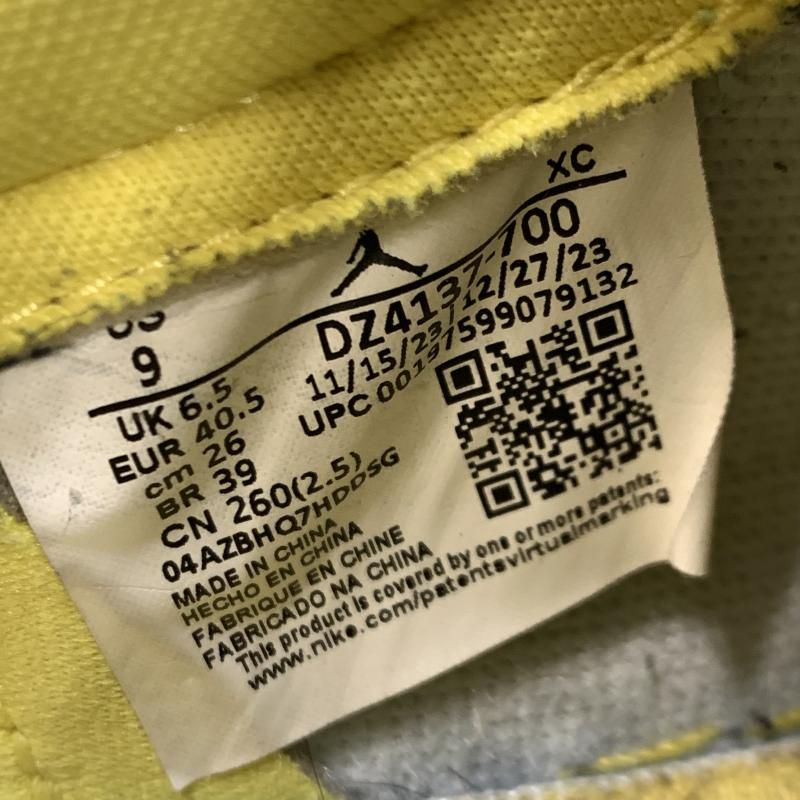 XC
US
9
DZ4137-700
11/15/23 12/27/23
UPC 00197599079132
UK 6.5
EUR 40.5
cm 26
BR 39
CN 260(2.5)
04AZBHQ7HDDSG
MADE IN CHINA
HECHO EN CHINA
FABRIQUE EN CHINE
FABRICADO NA CHINA
This product is covered by one or more patents:
www.nike.com/patentsvirtualmarking